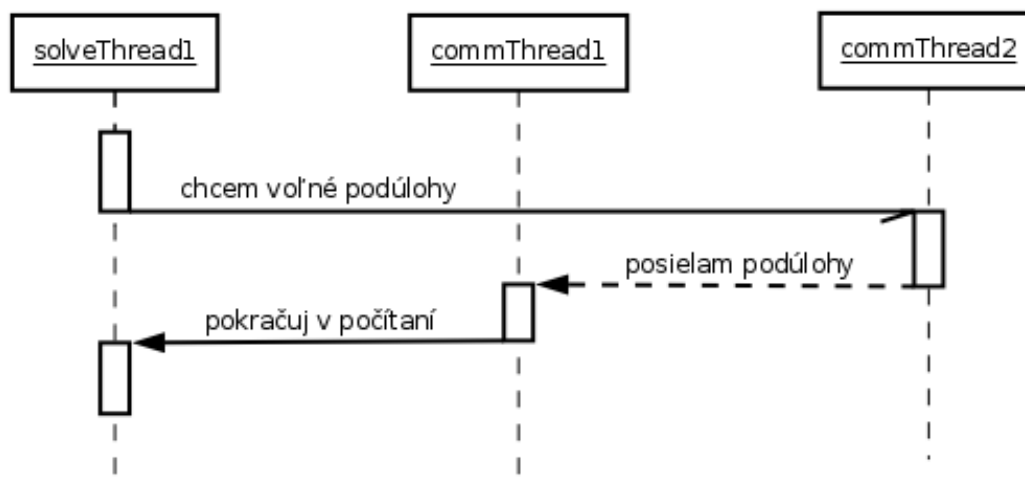 solveThread1
commThread1
commThread2
chcem voľné podúlohy
posielam podúlohy
pokračuj v počítaní